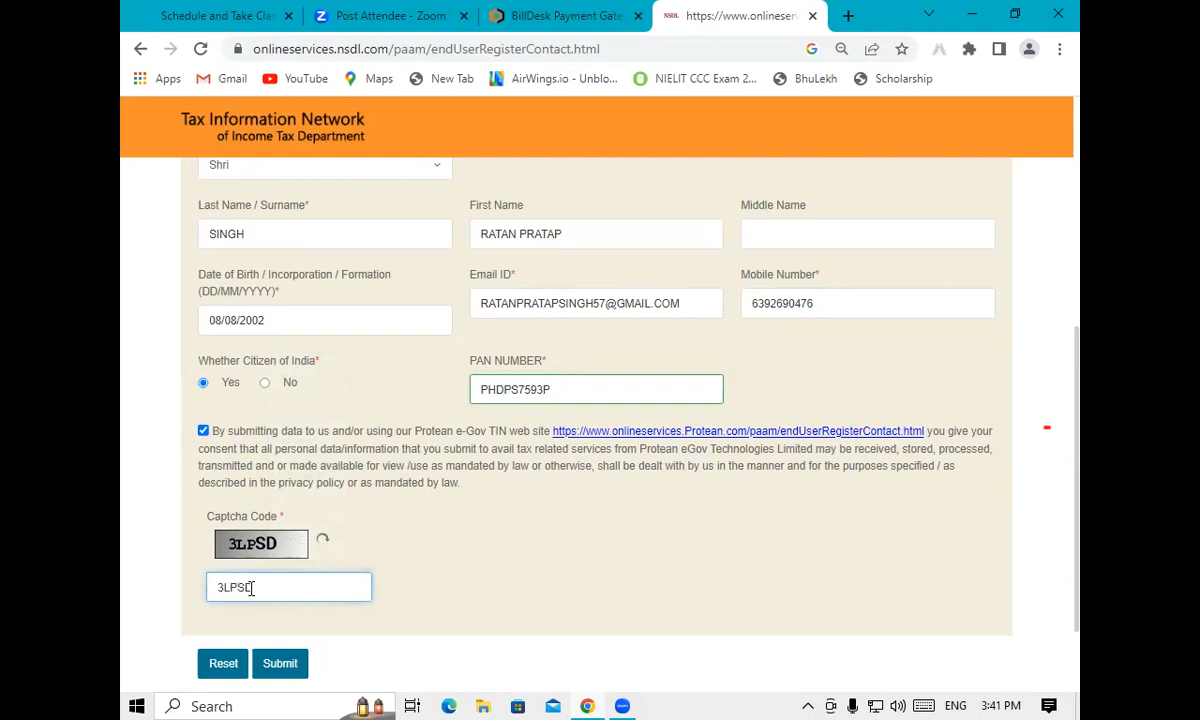 Schedule and Take Clas
Post Attendee - Zoom
BillDesk Payment Gate
NSDL https://www.onlineserv
onlineservices.nsdl.com/paam/endUserRegisterContact.html
Apps
Gmail
YouTube
Maps
New Tab
AirWings.io - Unblo...
NIELIT CCC Exam 2...
BhuLekh
Scholarship
Tax Information Network
of Income Tax Department
Shri
Last Name / Surname*
First Name
Middle Name
SINGH
RATAN PRATAP
Date of Birth / Incorporation / Formation
(DD/MM/YYYY)*
Email ID*
Mobile Number*
08/08/2002
RATANPRATAPSINGH57@GMAIL.COM
6392690476
Whether Citizen of India*
PAN NUMBER*
Yes No
PHDPS7593P
By submitting data to us and/or using our Protean e-Gov TIN web site https://www.onlineservices.Protean.com/paam/endUserRegisterContact.html you give your
consent that all personal data/information that you submit to avail tax related services from Protean eGov Technologies Limited may be received, stored, processed,
transmitted and or made available for view /use as mandated by law or otherwise, shall be dealt with by us in the manner and for the purposes specified / as
described in the privacy policy or as mandated by law.
Captcha Code *
3LPSD
3LPSD
Reset
Submit
Search
ENG
3:41 PM